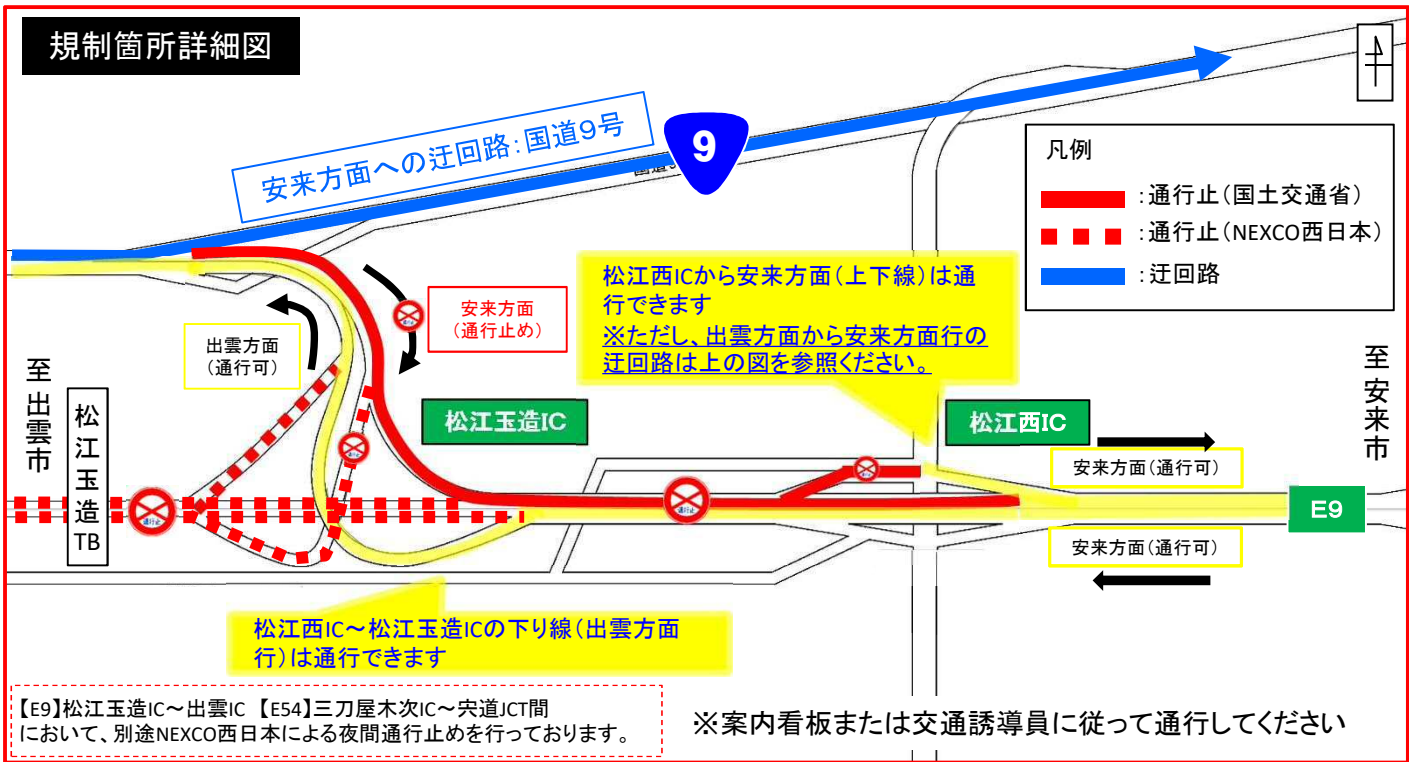 規制箇所詳細図
安来方面への迂回路：国道９号
9
凡例
：通行止（国土交通省）
：通行止（NEXCO西日本）
：迂回路
松江西ICから安来方面（上下線）は通
行できます
※ただし、出雲方面から安来方面行の
迂回路は上の図を参照ください。
安来方面
（通行止め）
出雲方面
（通行可）
至出雲市
松江玉造TB
松江玉造IC
松江西IC
至安来市
安来方面（通行可）
E9
安来方面（通行可）
通行止
通行止
松江西IC～松江玉造ICの下り線（出雲方面
行）は通行できます
【E9】松江玉造IC～出雲IC 【E54】三刀屋木次IC～宍道JCT間
において、別途NEXCO西日本による夜間通行止めを行っております。
※案内看板または交通誘導員に従って通行してください